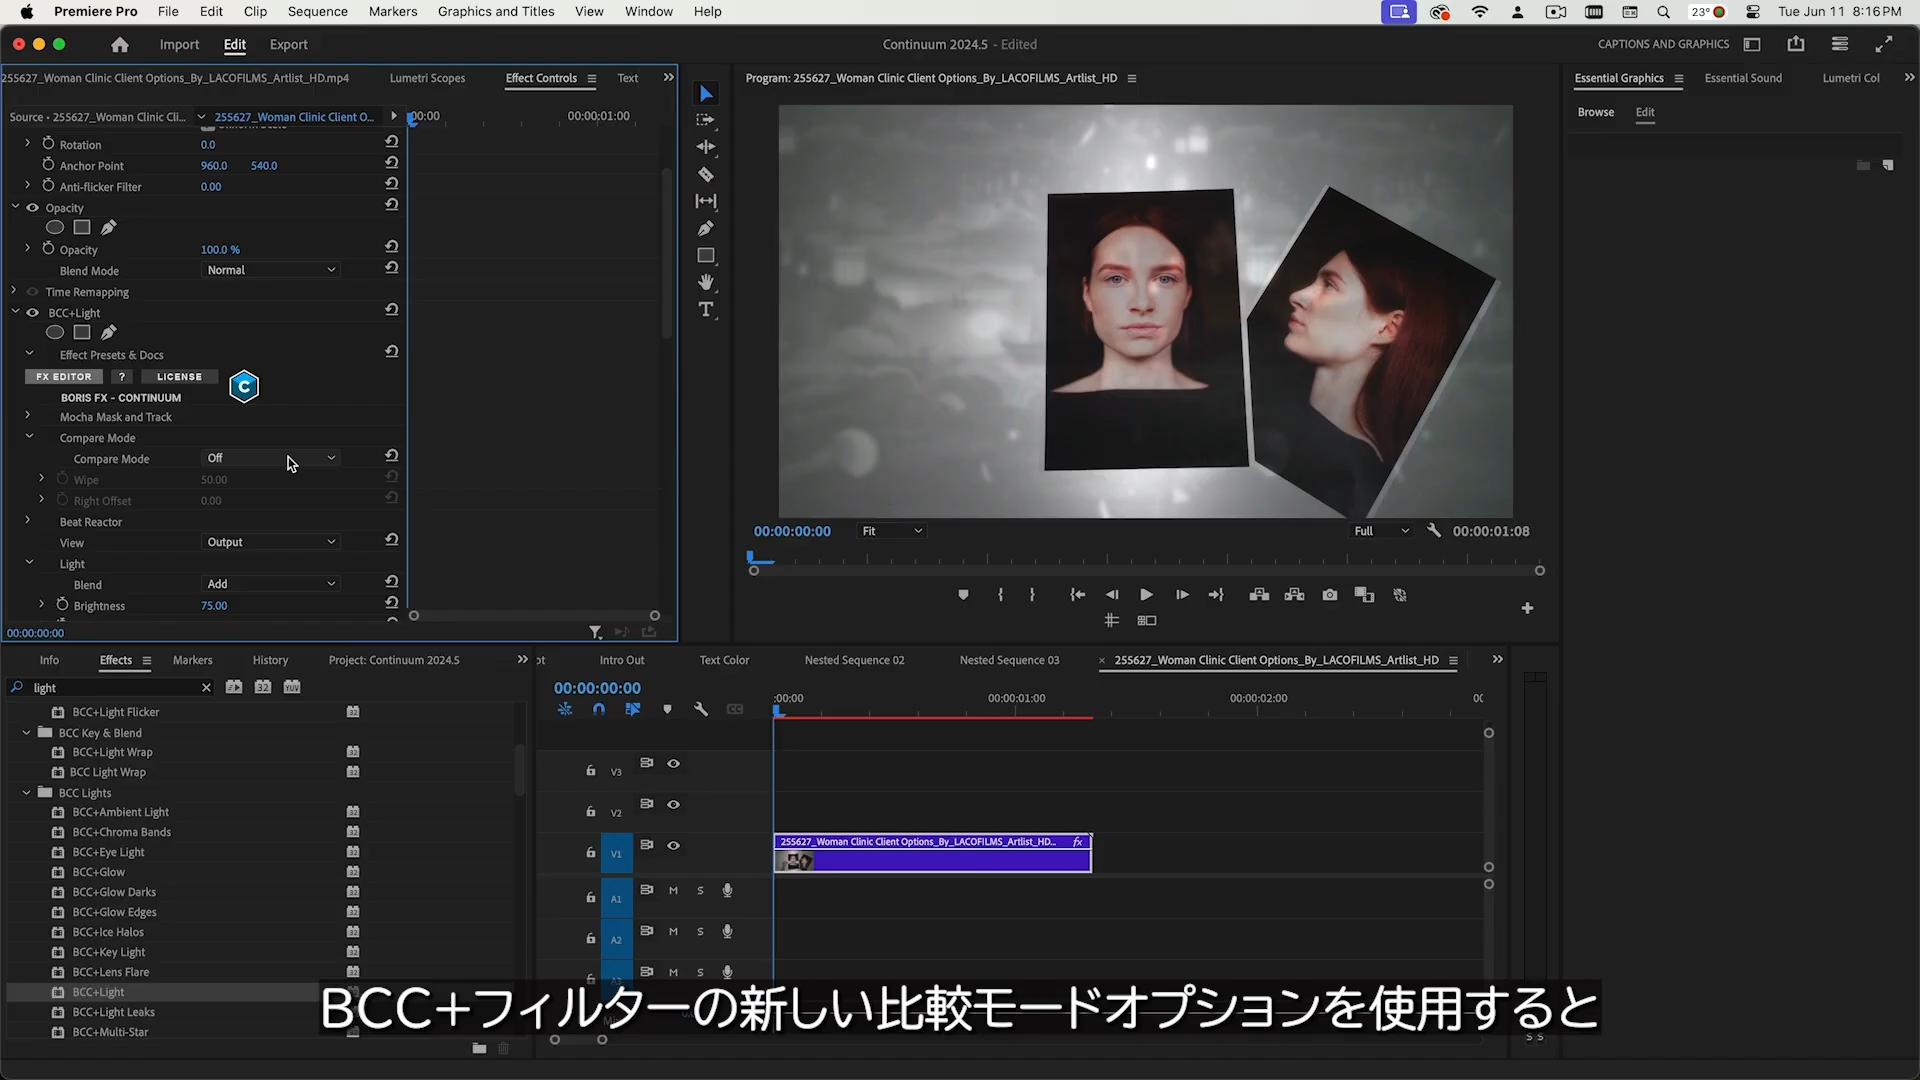 Premiere Pro File Edit Clip Sequence Markers Graphics and Titles View Window Help
23° Tue Jun 11 8:16 PM
Import Edit Export
Continuum 2024.5 - Edited
CAPTIONS AND GRAPHICS
255627_Woman Clinic Client Options_By_LACOFILMS_Artlist_HD.mp4 Lumetri Scopes Effect Controls Text
Source • 255627_Woman Clinic Cli... 255627_Woman Clinic Client O...
:00:00 00:00:01:00
Rotation 0.0
Anchor Point 960.0 540.0
Anti-flicker Filter 0.00
Opacity
Opacity 100.0 %
Blend Mode Normal
Time Remapping
BCC+Light
Effect Presets & Docs
FX EDITOR ? LICENSE C
BORIS FX - CONTINUUM
Mocha Mask and Track
Compare Mode
Compare Mode Off
Wipe 50.00
Right Offset 0.00
Beat Reactor
View Output
Light
Blend Add
Brightness 75.00
00:00:00:00
Program: 255627_Woman Clinic Client Options_By_LACOFILMS_Artlist_HD
00:00:00:00 Fit Full 00:00:01:08
Essential Graphics Essential Sound Lumetri Col
Browse Edit
Info Effects Markers History Project: Continuum 2024.5
light 32 YUV
BCC+Light Flicker
BCC Key & Blend
BCC+Light Wrap
BCC Light Wrap
BCC Lights
BCC+Ambient Light
BCC+Chroma Bands
BCC+Eye Light
BCC+Glow
BCC+Glow Darks
BCC+Glow Edges
BCC+Ice Halos
BCC+Key Light
BCC+Lens Flare
BCC+Light
BCC+Light Leaks
BCC+Multi-Star
ot Intro Out Text Color Nested Sequence 02 Nested Sequence 03 × 255627_Woman Clinic Client Options_By_LACOFILMS_Artlist_HD
00:00:00:00
:00:00 00:00:01:00 00:00:02:00 00
V3
V2
V1 255627_Woman Clinic Client Options_By_LACOFILMS_Artlist_HD... fx
A1 M S
A2 M S
A3 M S
S S
BCC+フィルターの新しい比較モードオプションを使用すると